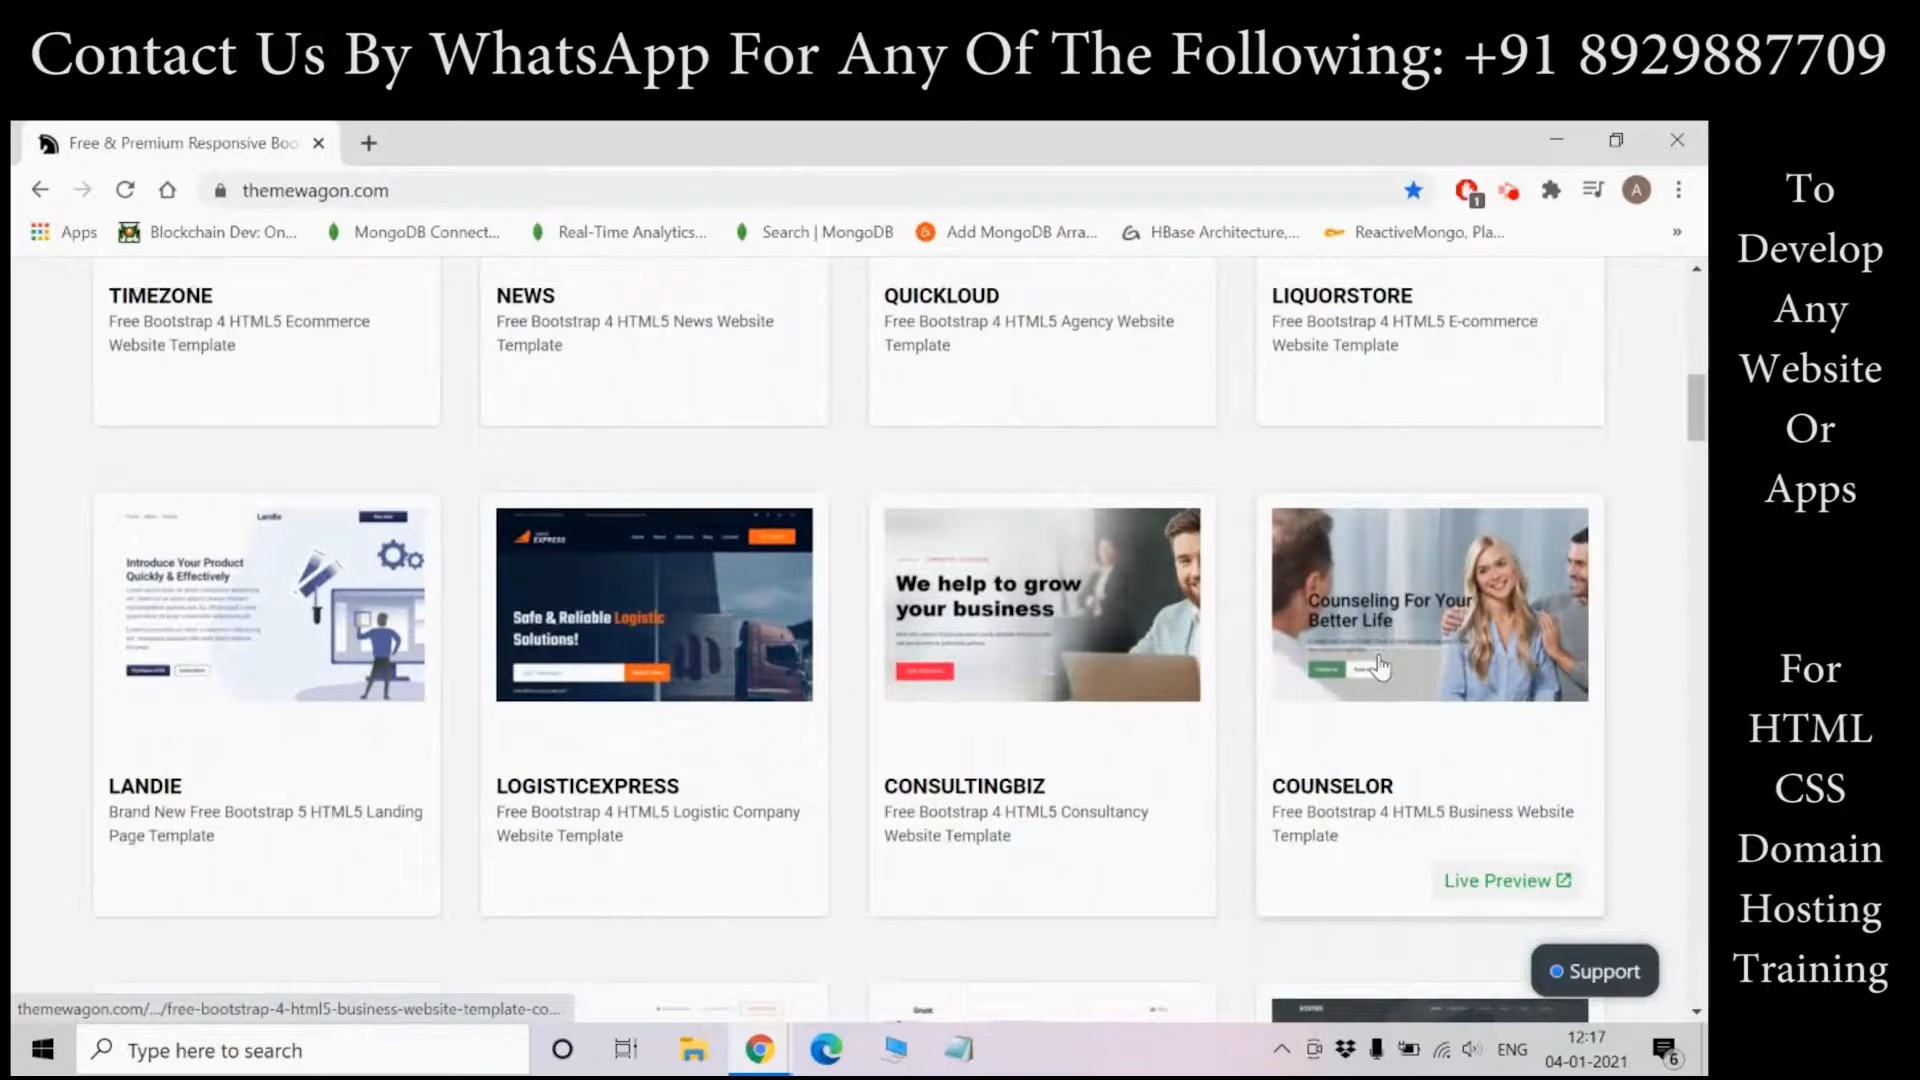 Contact Us By WhatsApp For Any Of The Following: +91 8929887709
Free & Premium Responsive Boo
themewagon.com
1
A
Apps
Blockchain Dev: On...
MongoDB Connect...
Real-Time Analytics...
Search | MongoDB
Add MongoDB Arra...
HBase Architecture,...
ReactiveMongo, Pla...
»
TIMEZONE
Free Bootstrap 4 HTML5 Ecommerce
Website Template
NEWS
Free Bootstrap 4 HTML5 News Website
Template
QUICKLOUD
Free Bootstrap 4 HTML5 Agency Website
Template
LIQUORSTORE
Free Bootstrap 4 HTML5 E-commerce
Website Template
Landie
Introduce Your Product
Quickly & Effectively
EXPRESS
Safe & Reliable Logistic
Solutions!
We help to grow
your business
Counseling For Your
Better Life
LANDIE
Brand New Free Bootstrap 5 HTML5 Landing
Page Template
LOGISTICEXPRESS
Free Bootstrap 4 HTML5 Logistic Company
Website Template
CONSULTINGBIZ
Free Bootstrap 4 HTML5 Consultancy
Website Template
COUNSELOR
Free Bootstrap 4 HTML5 Business Website
Template
Live Preview
Support
themewagon.com/.../free-bootstrap-4-html5-business-website-template-co...
Type here to search
ENG
12:17
04-01-2021
6
To
Develop
Any
Website
Or
Apps
For
HTML
CSS
Domain
Hosting
Training